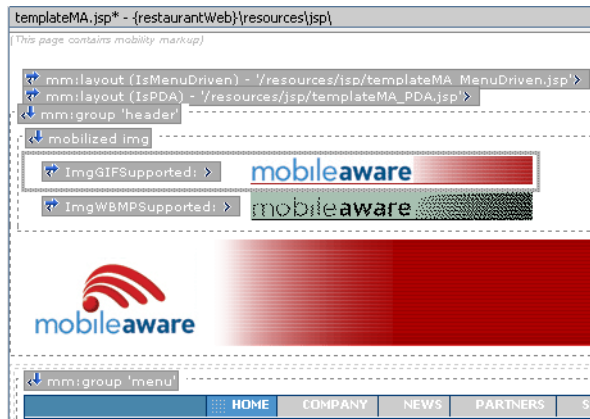 templateMA.jsp* - {restaurantWeb}\resources\jsp\
(This page contains mobility markup)
mm:layout (IsMenuDriven) - '/resources/jsp/templateMA_MenuDriven.jsp'>
mm:layout (IsPDA) - '/resources/jsp/templateMA_PDA.jsp'>
mm:group 'header'
mobilized img
ImgGIFSupported: > mobileaware
ImgWBMPSupported: > mobileaware
mobileaware
mm:group 'menu'
HOME COMPANY NEWS PARTNERS S